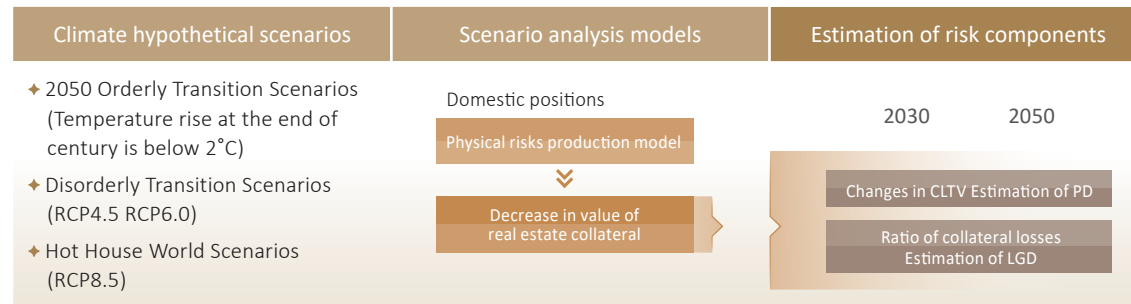 Climate hypothetical scenarios
Scenario analysis models
Estimation of risk components
✦ 2050 Orderly Transition Scenarios
(Temperature rise at the end of
century is below 2°C)
✦ Disorderly Transition Scenarios
(RCP4.5 RCP6.0)
✦ Hot House World Scenarios
(RCP8.5)
Domestic positions
Physical risks production model
Decrease in value of
real estate collateral
2030 2050
Changes in CLTV Estimation of PD
Ratio of collateral losses
Estimation of LGD